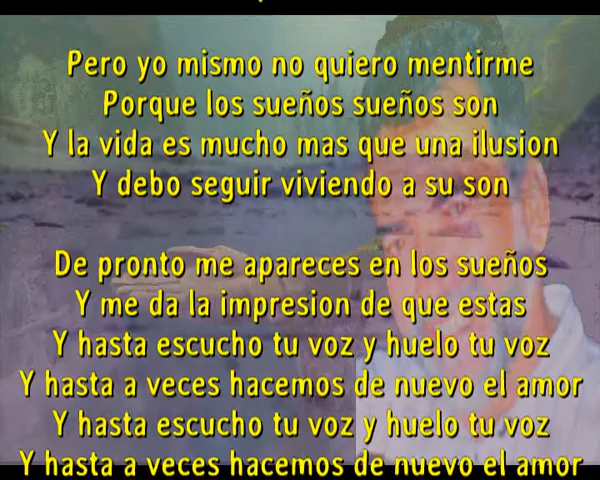 Pero yo mismo no quiero mentirme
Porque los sueños sueños son
Y la vida es mucho mas que una ilusion
Y debo seguir viviendo a su son
De pronto me apareces en los sueños
Y me da la impresion de que estas
Y hasta escucho tu voz y huelo tu voz
Y hasta a veces hacemos de nuevo el amor
Y hasta escucho tu voz y huelo tu voz
Y hasta a veces hacemos de nuevo el amor